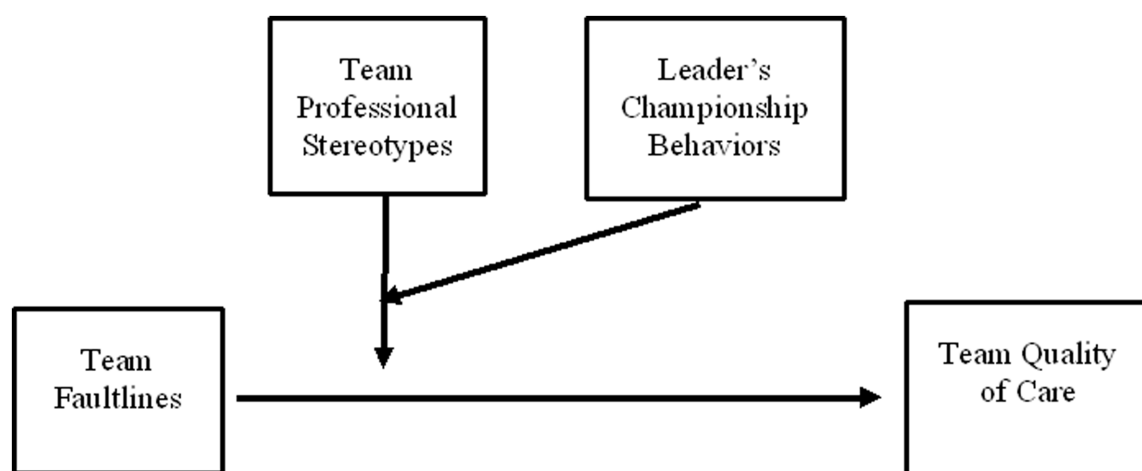 Team
Professional
Stereotypes
Leader’s
Championship
Behaviors
Team
Faultlines
Team Quality
of Care